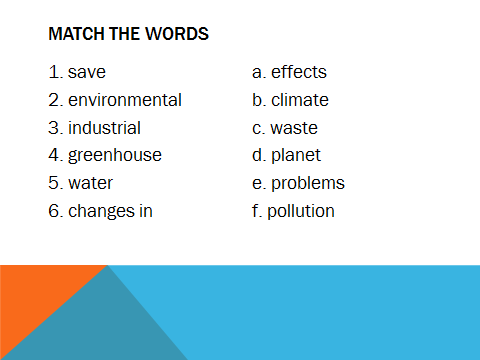 MATCH THE WORDS
1. save
2. environmental
3. industrial
4. greenhouse
5. water
6. changes in
a. effects
b. climate
c. waste
d. planet
e. problems
f. pollution